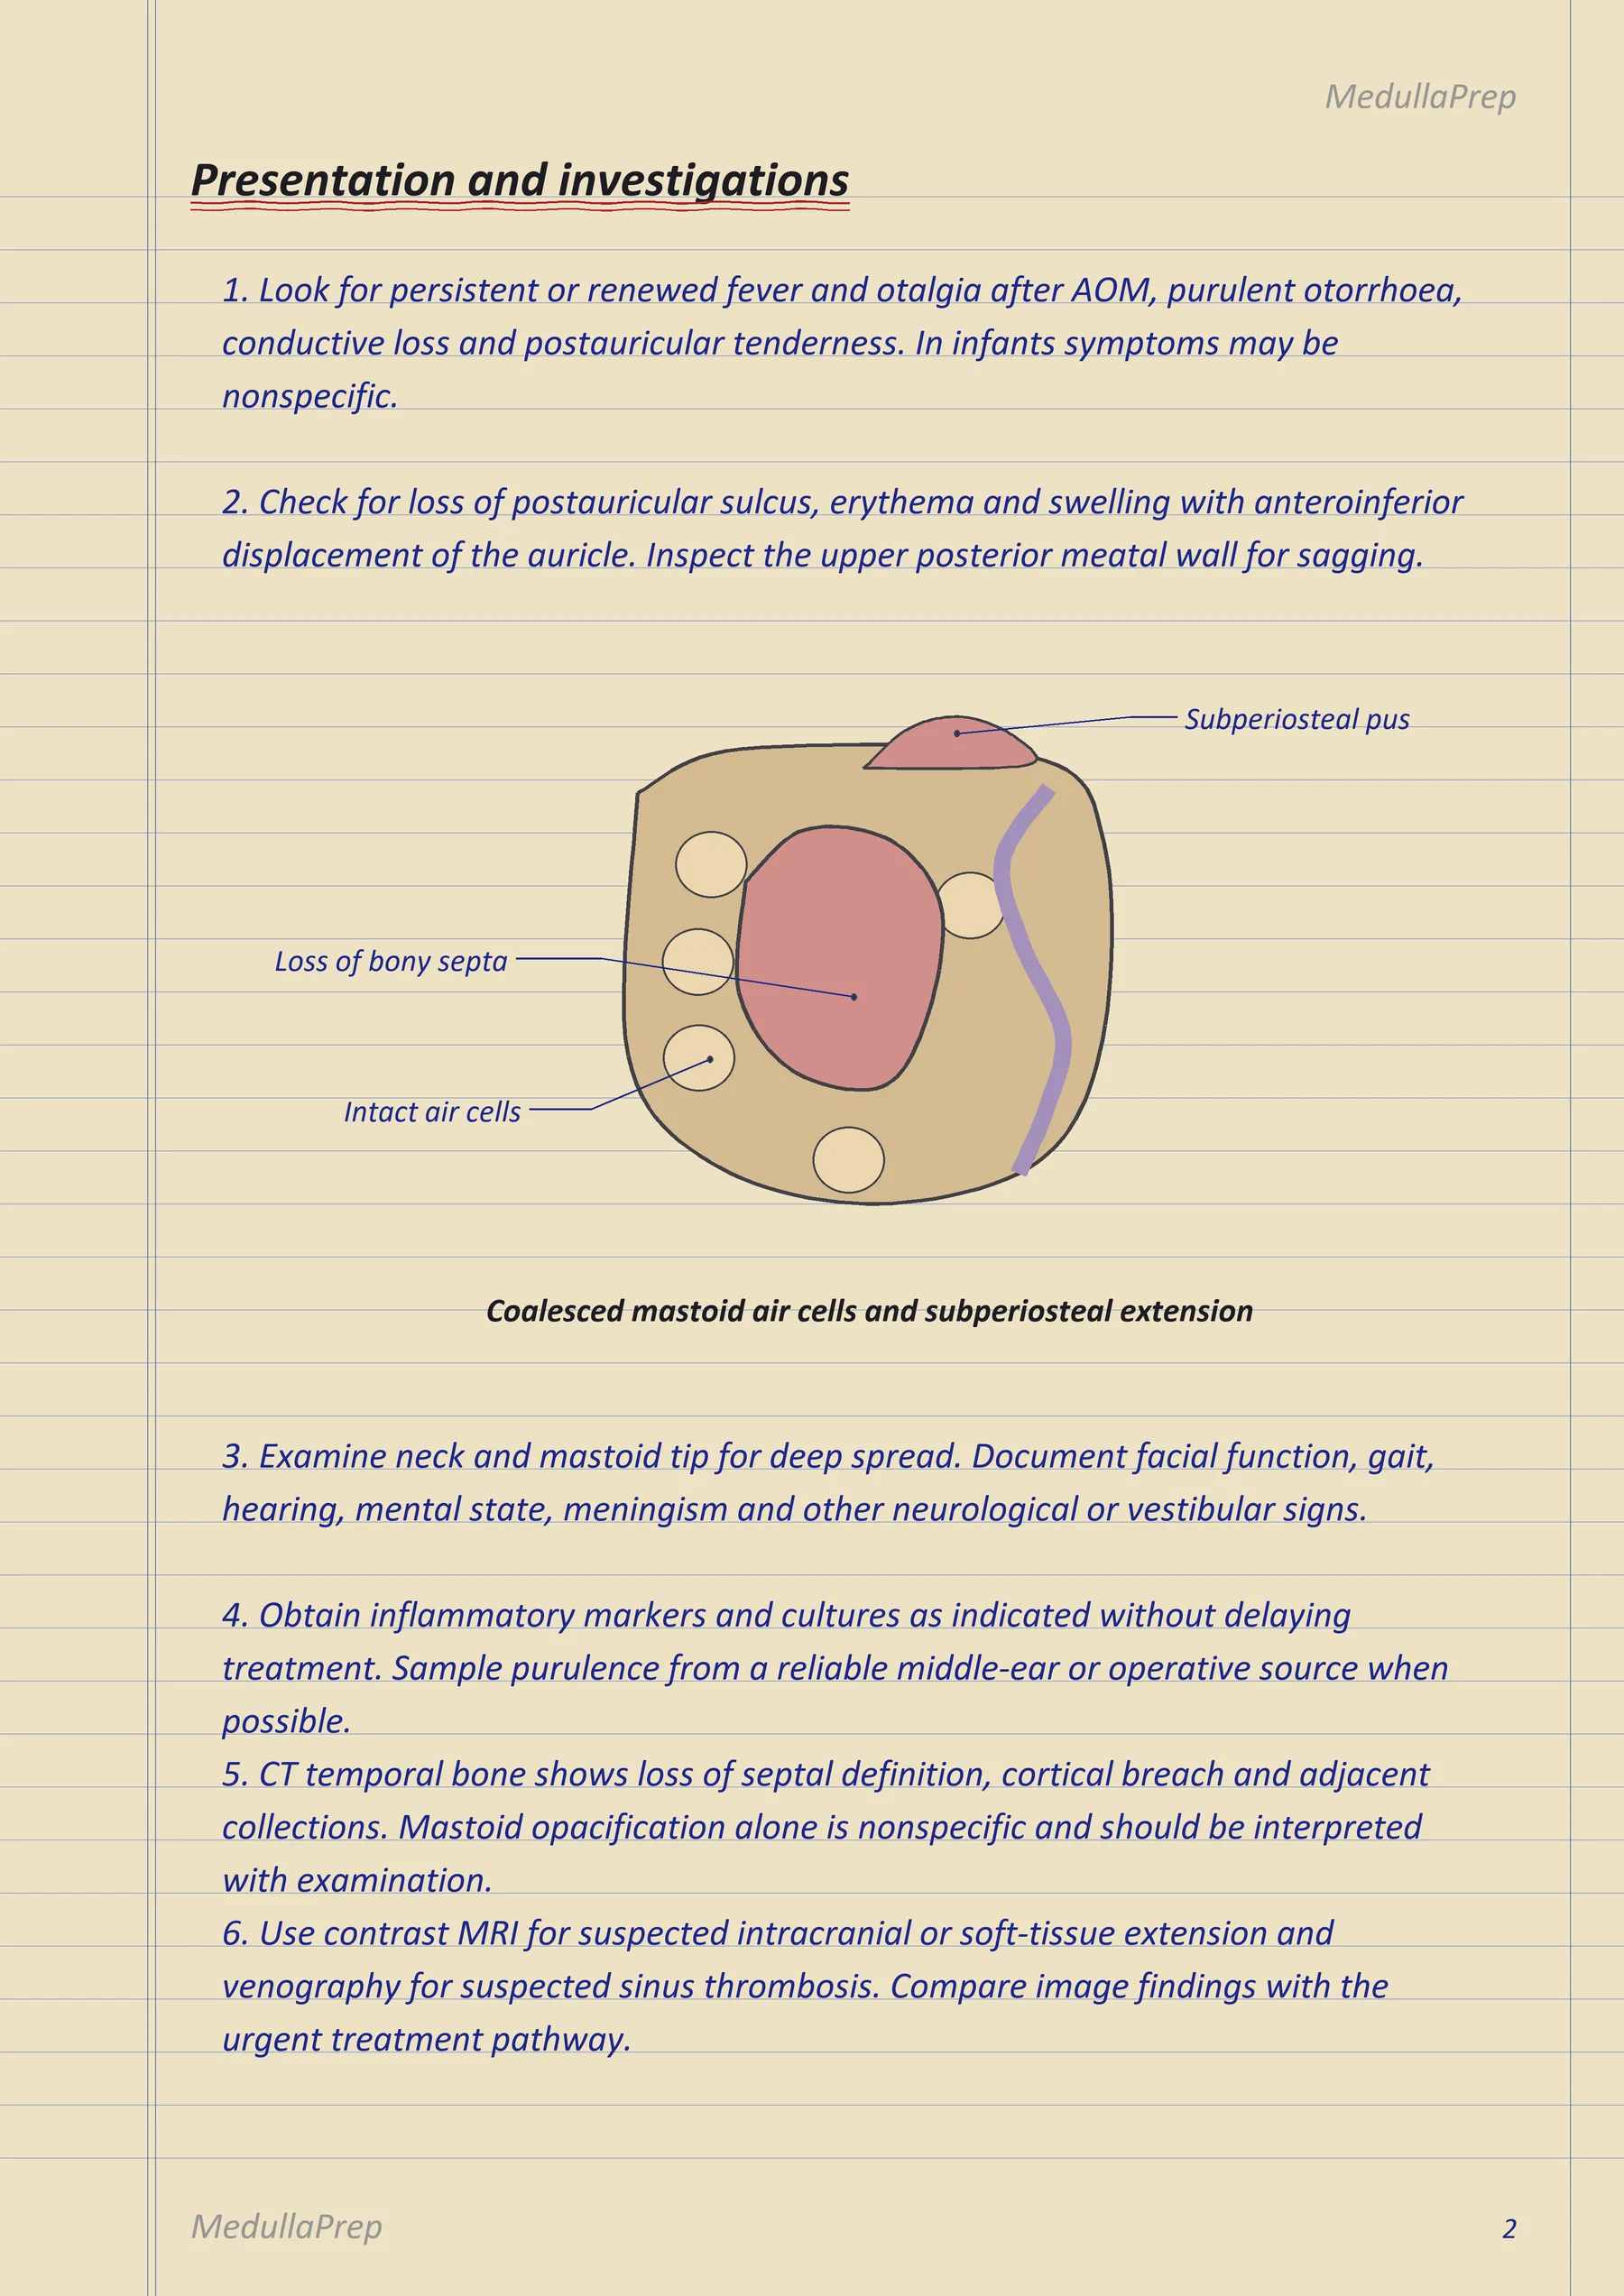 MedullaPrep
Presentation and investigations
1. Look for persistent or renewed fever and otalgia after AOM, purulent otorrhoea,
conductive loss and postauricular tenderness. In infants symptoms may be
nonspecific.
2. Check for loss of postauricular sulcus, erythema and swelling with anteroinferior
displacement of the auricle. Inspect the upper posterior meatal wall for sagging.
Subperiosteal pus
Loss of bony septa
Intact air cells
Coalesced mastoid air cells and subperiosteal extension
3. Examine neck and mastoid tip for deep spread. Document facial function, gait,
hearing, mental state, meningism and other neurological or vestibular signs.
4. Obtain inflammatory markers and cultures as indicated without delaying
treatment. Sample purulence from a reliable middle-ear or operative source when
possible.
5. CT temporal bone shows loss of septal definition, cortical breach and adjacent
collections. Mastoid opacification alone is nonspecific and should be interpreted
with examination.
6. Use contrast MRI for suspected intracranial or soft-tissue extension and
venography for suspected sinus thrombosis. Compare image findings with the
urgent treatment pathway.
MedullaPrep
2